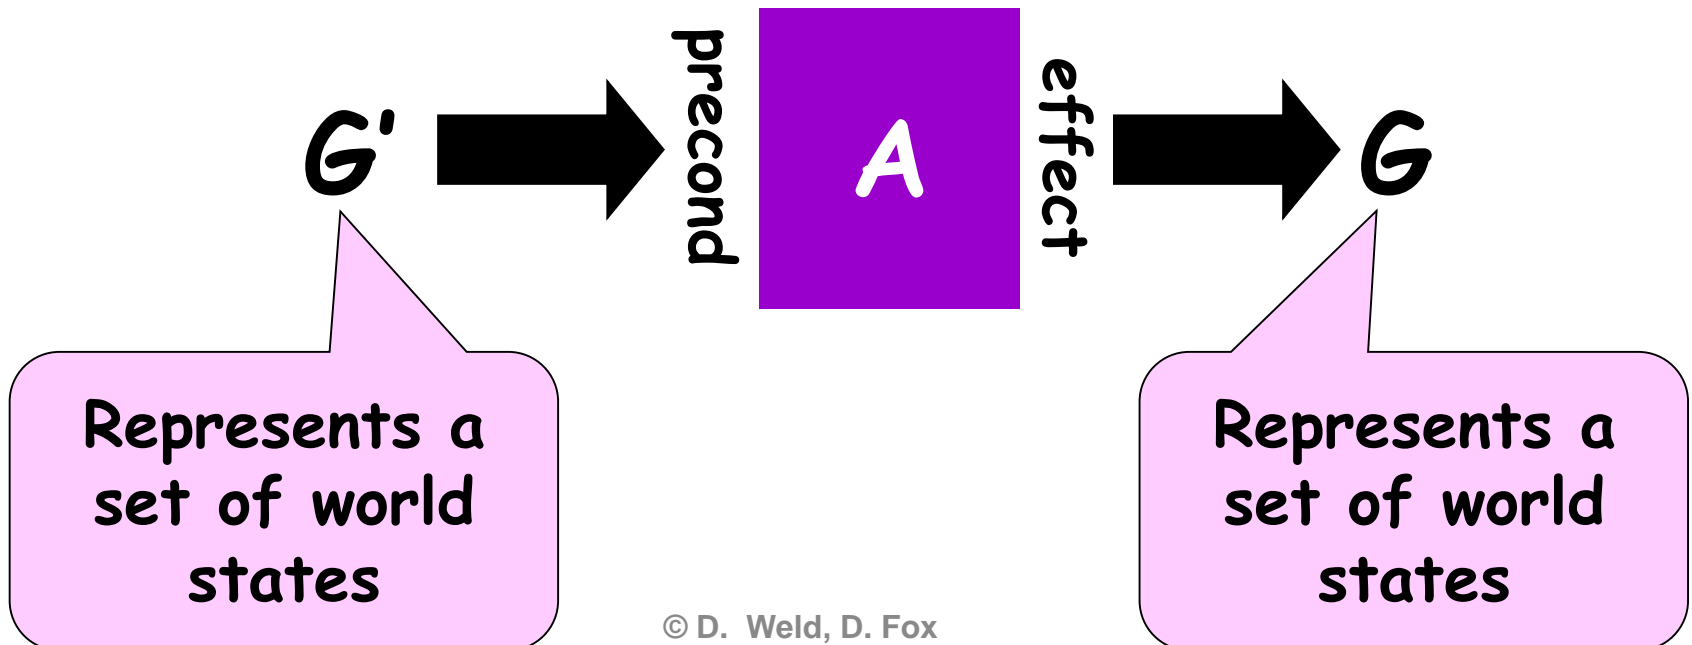 G'
precond
A
effect
G
Represents a
set of world
states
Represents a
set of world
states
© D. Weld, D. Fox